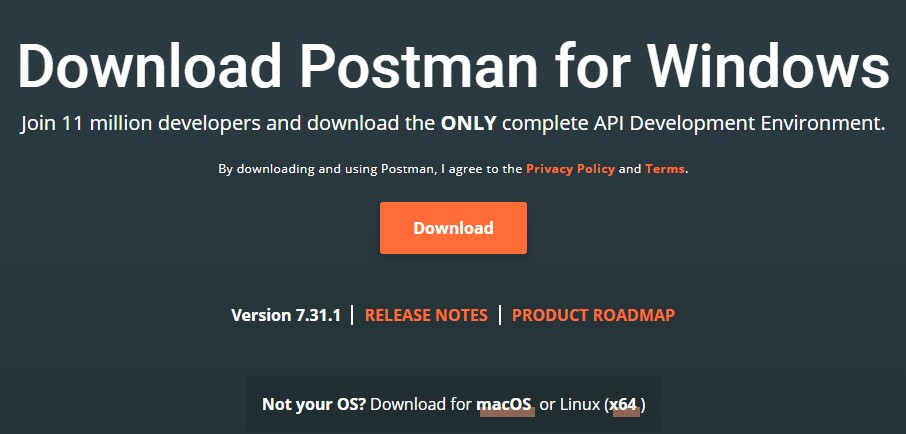 Download Postman for Windows
Join 11 million developers and download the ONLY complete API Development Environment.
By downloading and using Postman, I agree to the Privacy Policy and Terms.
Download
Version 7.31.1 | RELEASE NOTES | PRODUCT ROADMAP
Not your OS? Download for macOS or Linux (x64)